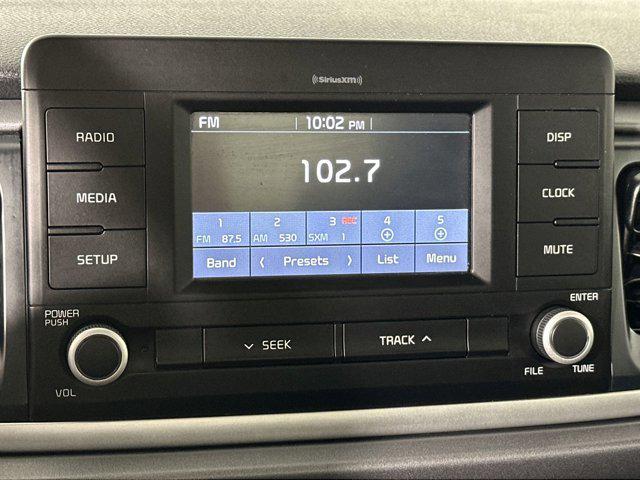 ((SiriusXM))
RADIO
MEDIA
SETUP
FM 10:02 PM
102.7
1 2 3 REC 4 5
FM 87.5 AM 530 SXM 1
Band Presets List Menu
DISP
CLOCK
MUTE
POWER
PUSH
VOL
SEEK
TRACK
ENTER
FILE TUNE